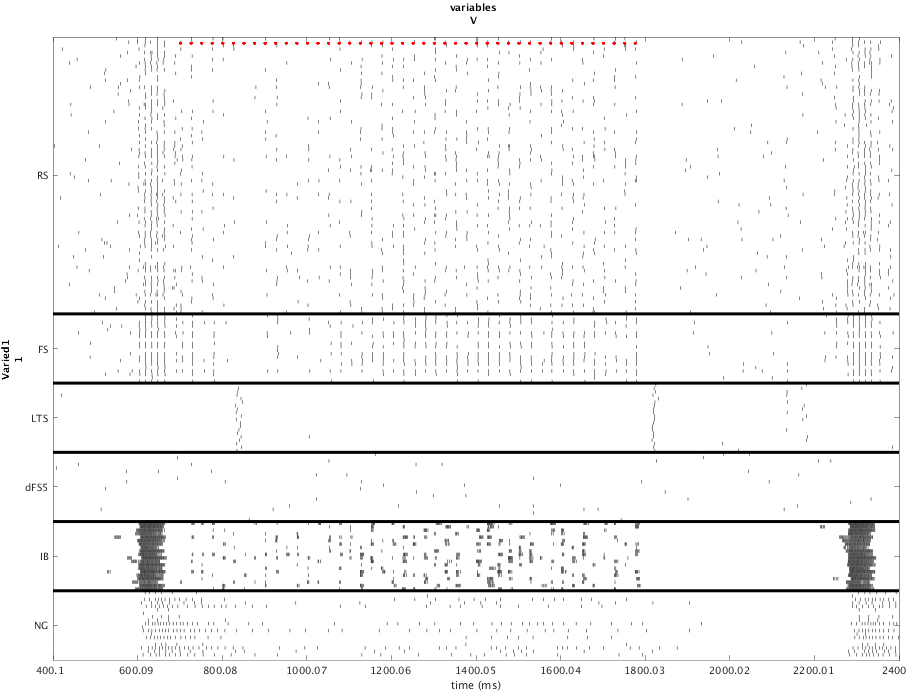 variables
V
RS
FS
LTS
dFS5
IB
NG
Varied1
1
400.1 600.09 800.08 1000.07 1200.06 1400.05 1600.04 1800.03 2000.02 2200.01 2400
time (ms)